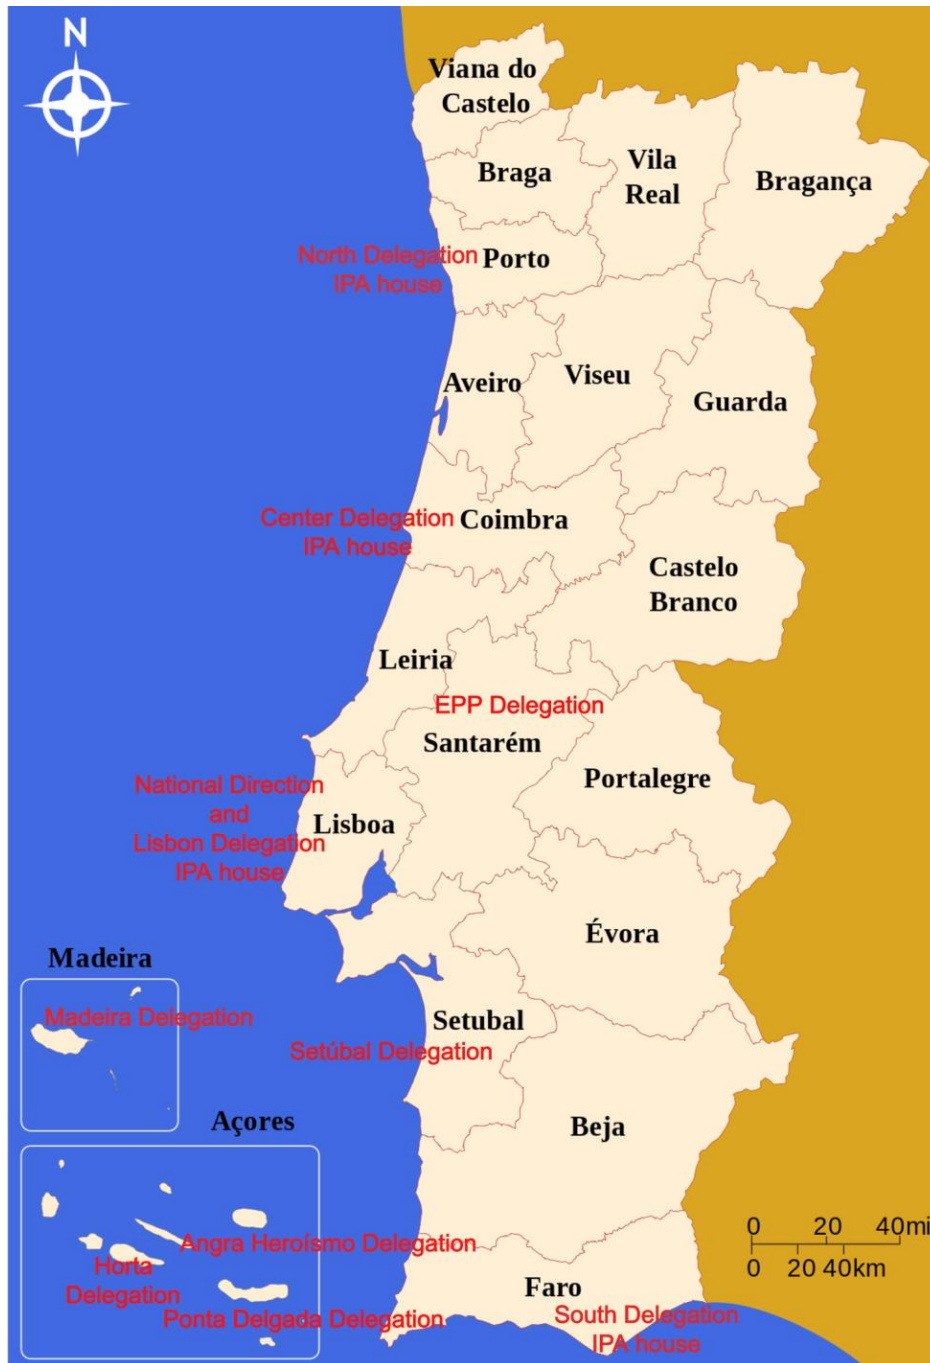 N
Viana do
Castelo
Braga
Vila
Real
Bragança
North Delegation
IPA house
Porto
Aveiro
Viseu
Guarda
Center Delegation
IPA house
Coimbra
Castelo
Branco
Leiria
EPP Delegation
Santarém
Portalegre
National Direction
and
Lisbon Delegation
IPA house
Lisboa
Évora
Madeira
Madeira Delegation
Setubal
Setúbal Delegation
Açores
Beja
Angra Heroísmo Delegation
Horta
Delegation
Ponta Delgada Delegation
Faro
South Delegation
IPA house
0 20 40mi
0 20 40km